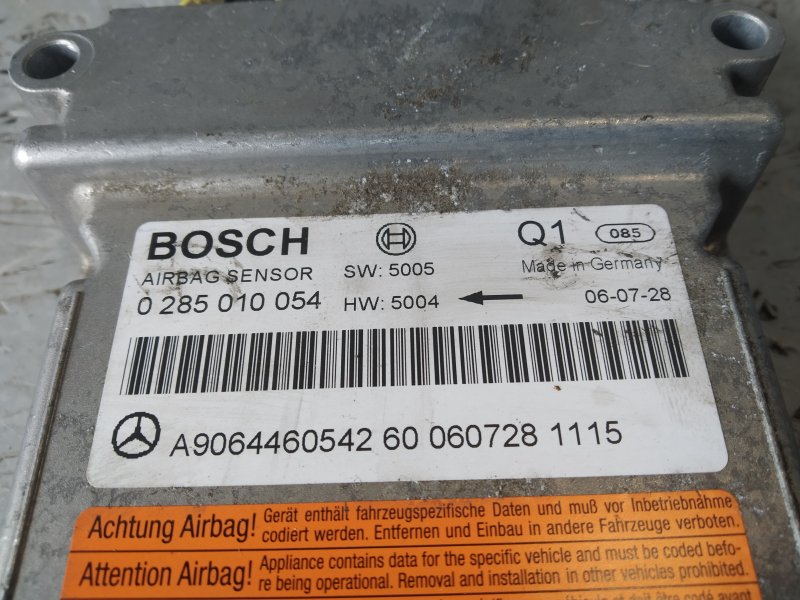 BOSCH
Q1 085
AIRBAG SENSOR SW: 5005 Made in Germany
0 285 010 054 HW: 5004 06-07-28
A9064460542 60 060728 1115
Achtung Airbag! Gerät enthält fahrzeugspezifische Daten und muß vor Inbetriebnahme
codiert werden. Entfernen und Einbau in andere Fahrzeuge verboten.
Attention Airbag! Appliance contains data for the specific vehicle and must be coded befo-
re being operational. Removal and installation in other vehicles prohibited.